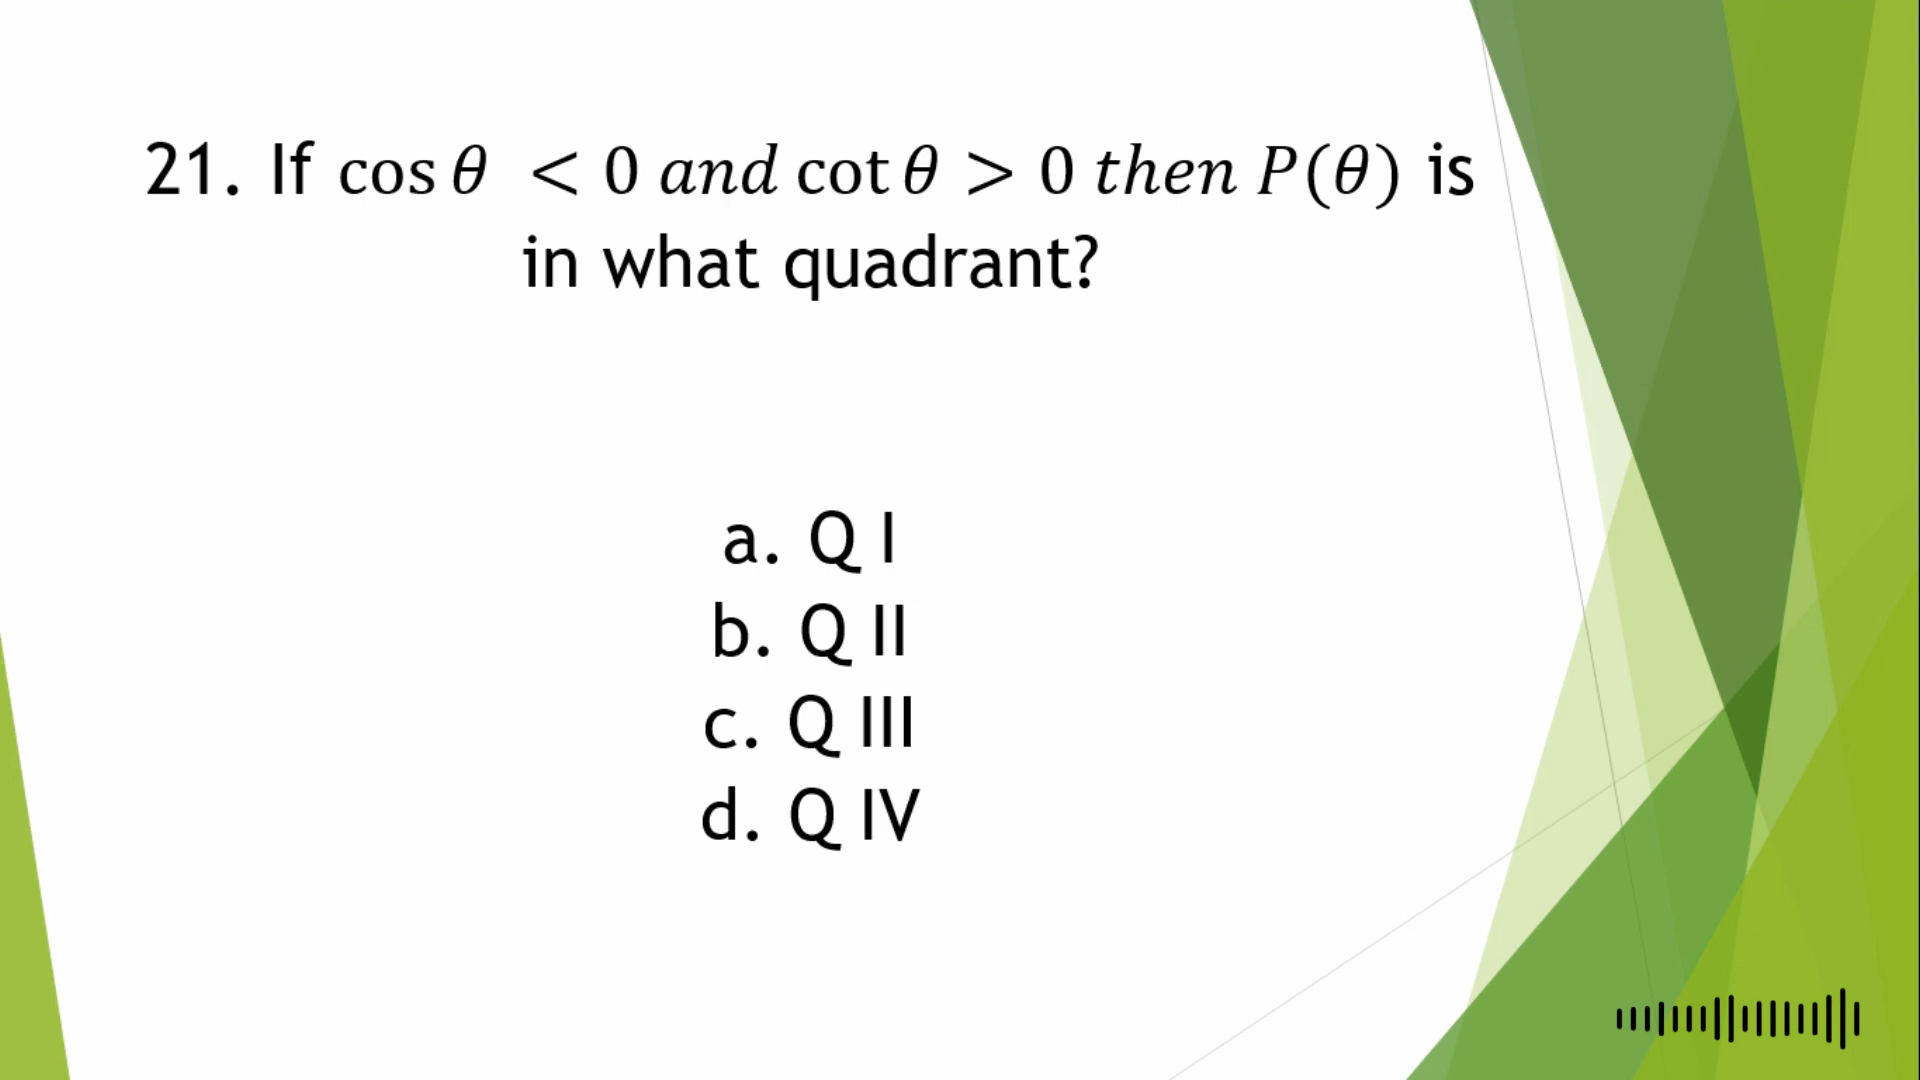 21. If cos θ < 0 and cot θ > 0 then P(θ) is
in what quadrant?
a. Q I
b. Q II
c. Q III
d. Q IV